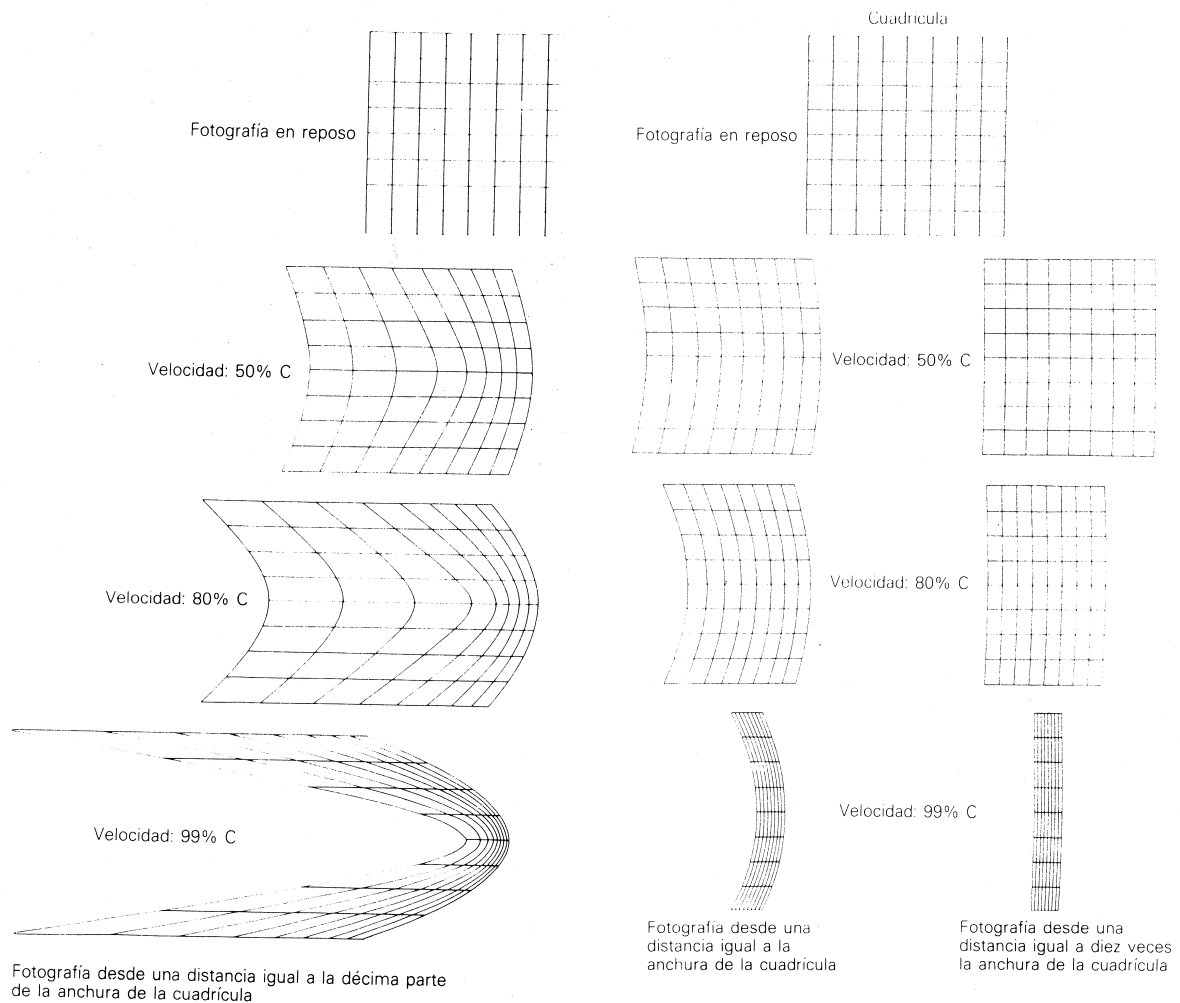 Cuadrícula
Fotografía en reposo
Fotografía en reposo
Velocidad: 50% C
Velocidad: 50% C
Velocidad: 80% C
Velocidad: 80% C
Velocidad: 99% C
Velocidad: 99% C
Fotografía desde una distancia igual a la décima parte
de la anchura de la cuadrícula
Fotografía desde una
distancia igual a la
anchura de la cuadrícula
Fotografía desde una
distancia igual a diez veces
la anchura de la cuadrícula